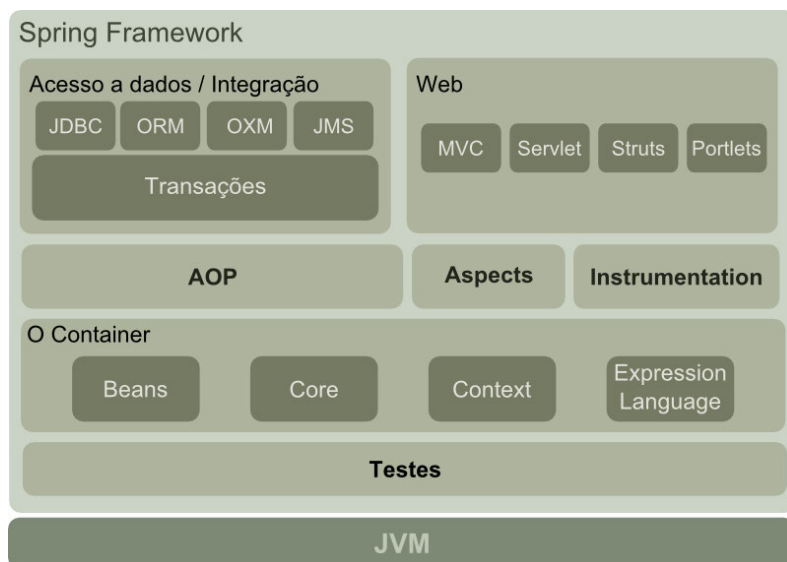 Spring Framework
Acesso a dados / Integração
JDBC
ORM
OXM
JMS
Transações
Web
MVC
Servlet
Struts
Portlets
AOP
Aspects
Instrumentation
O Container
Beans
Core
Context
Expression
Language
Testes
JVM